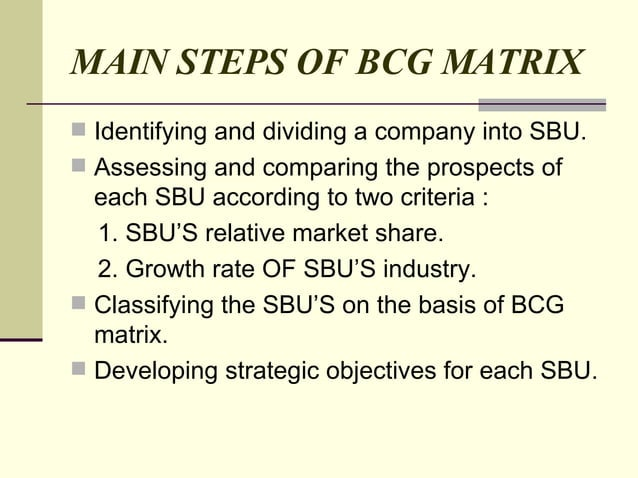 MAIN STEPS OF BCG MATRIX
Identifying and dividing a company into SBU.
Assessing and comparing the prospects of
each SBU according to two criteria :
1. SBU’S relative market share.
2. Growth rate OF SBU’S industry.
Classifying the SBU’S on the basis of BCG
matrix.
Developing strategic objectives for each SBU.